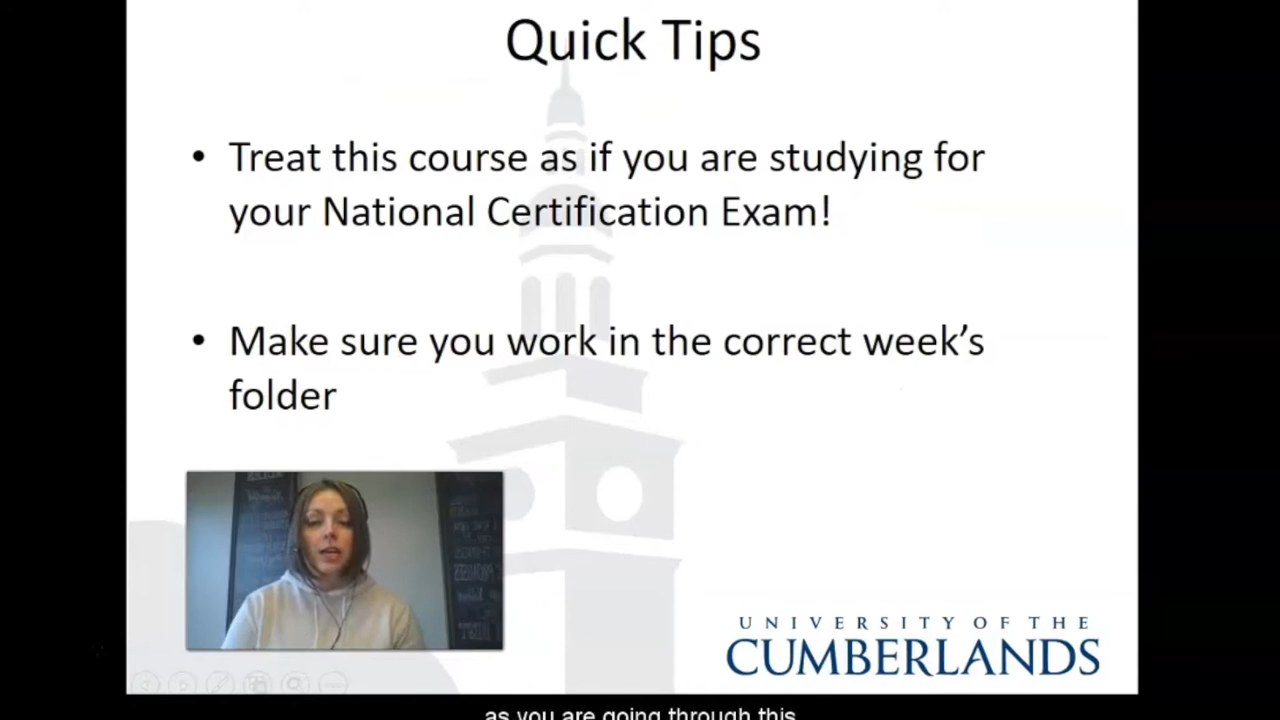 Quick Tips
• Treat this course as if you are studying for
your National Certification Exam!
• Make sure you work in the correct week’s
folder
UNIVERSITY OF THE
CUMBERLANDS
as you are going through this